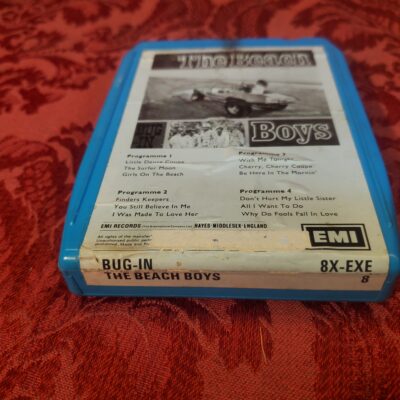 The Beach
BUG-IN
Boys
Programme 1
Little Deuce Coupe
The Surfer Moon
Girls On The Beach
Programme 3
With Me Tonight
Cherry, Cherry Coupe
Be Here In The Mornin'
Programme 2
Finders Keepers
You Still Believe In Me
I Was Made To Love Her
Programme 4
Don't Hurt My Little Sister
All I Want To Do
Why Do Fools Fall In Love
EMI RECORDS HAYES·MIDDLESEX·ENGLAND
EMI
BUG-IN 8X-EXE
THE BEACH BOYS 8